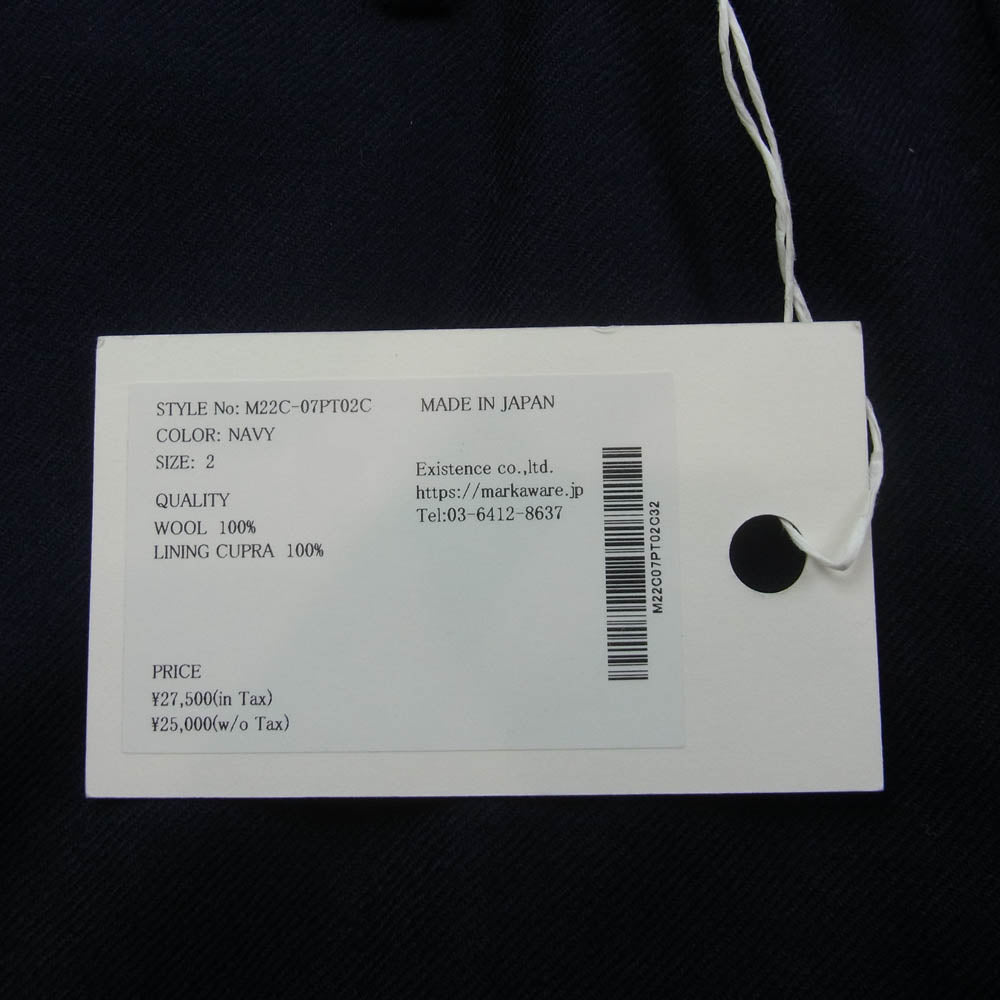 STYLE No: M22C-07PT02C
COLOR: NAVY
SIZE: 2
QUALITY
WOOL 100%
LINING CUPRA 100%
PRICE
¥27,500(in Tax)
¥25,000(w/o Tax)
MADE IN JAPAN
Existence co.,ltd.
https://markaware.jp
Tel:03-6412-8637
M22C07PT02C32